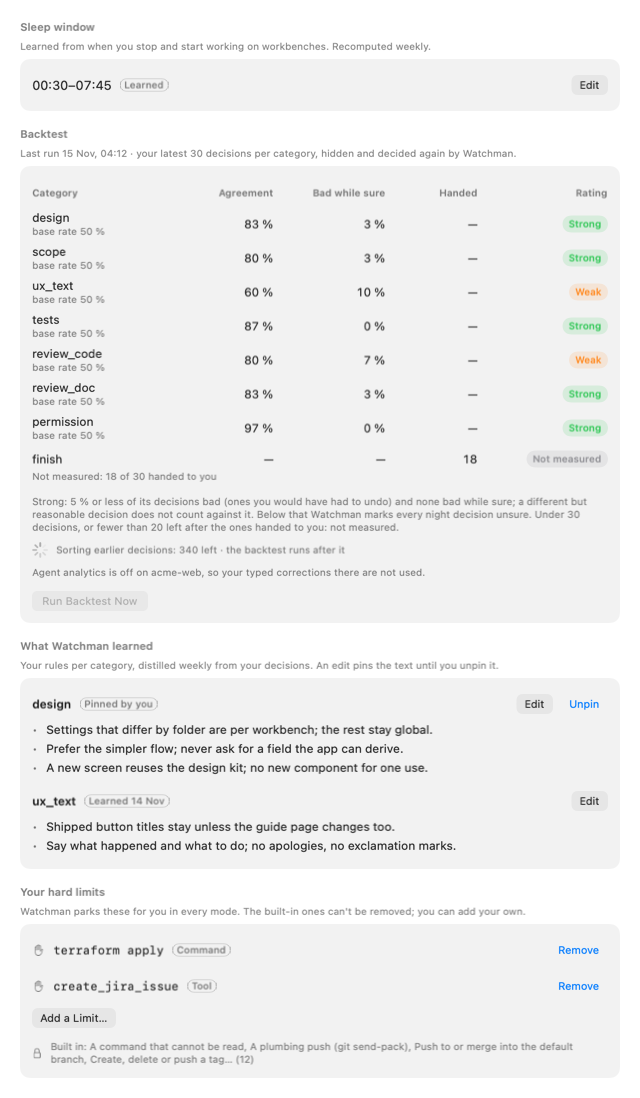 Sleep window
Learned from when you stop and start working on workbenches. Recomputed weekly.
00:30–07:45 Learned Edit
Backtest
Last run 15 Nov, 04:12 · your latest 30 decisions per category, hidden and decided again by Watchman.
Category Agreement Bad while sure Handed Rating
design 83 % 3 % — Strong
base rate 50 %
scope 80 % 3 % — Strong
base rate 50 %
ux_text 60 % 10 % — Weak
base rate 50 %
tests 87 % 0 % — Strong
base rate 50 %
review_code 80 % 7 % — Weak
base rate 50 %
review_doc 83 % 3 % — Strong
base rate 50 %
permission 97 % 0 % — Strong
base rate 50 %
finish — — 18 Not measured
Not measured: 18 of 30 handed to you
Strong: 5 % or less of its decisions bad (ones you would have had to undo) and none bad while sure; a different but
reasonable decision does not count against it. Below that Watchman marks every night decision unsure. Under 30
decisions, or fewer than 20 left after the ones handed to you: not measured.
Sorting earlier decisions: 340 left · the backtest runs after it
Agent analytics is off on acme-web, so your typed corrections there are not used.
Run Backtest Now
What Watchman learned
Your rules per category, distilled weekly from your decisions. An edit pins the text until you unpin it.
design Pinned by you Edit Unpin
· Settings that differ by folder are per workbench; the rest stay global.
· Prefer the simpler flow; never ask for a field the app can derive.
· A new screen reuses the design kit; no new component for one use.
ux_text Learned 14 Nov Edit
· Shipped button titles stay unless the guide page changes too.
· Say what happened and what to do; no apologies, no exclamation marks.
Your hard limits
Watchman parks these for you in every mode. The built-in ones can't be removed; you can add your own.
terraform apply Command Remove
create_jira_issue Tool Remove
Add a Limit...
Built in: A command that cannot be read, A plumbing push (git send-pack), Push to or merge into the default
branch, Create, delete or push a tag... (12)